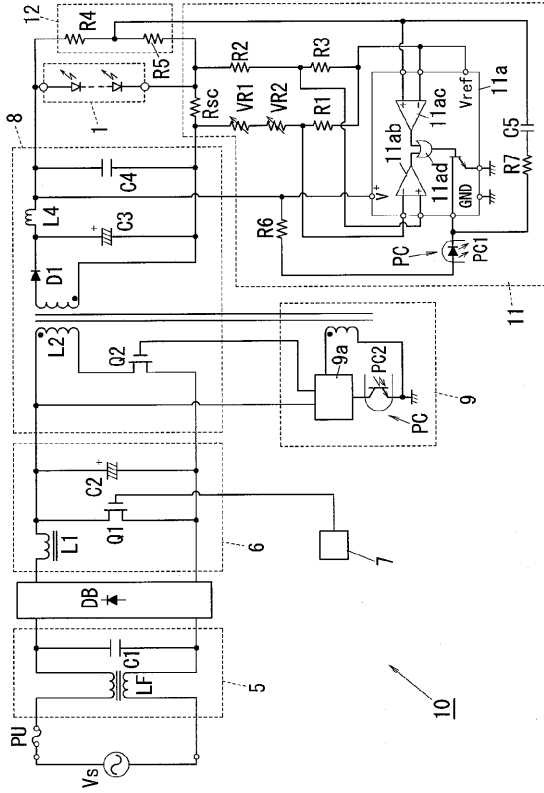 10
Vs
PU
5
LF
C1
DB
6
L1
Q1
C2
+
7
8
L2
Q2
D1
L4
C3
+
C4
9
9a
PC2
PC
1
12
R4
R5
Rsc
R2
R3
VR1
VR2
R1
R6
11
11a
11ab
11ac
11ad
Vref
V+
GND
PC
PC1
R7
C5